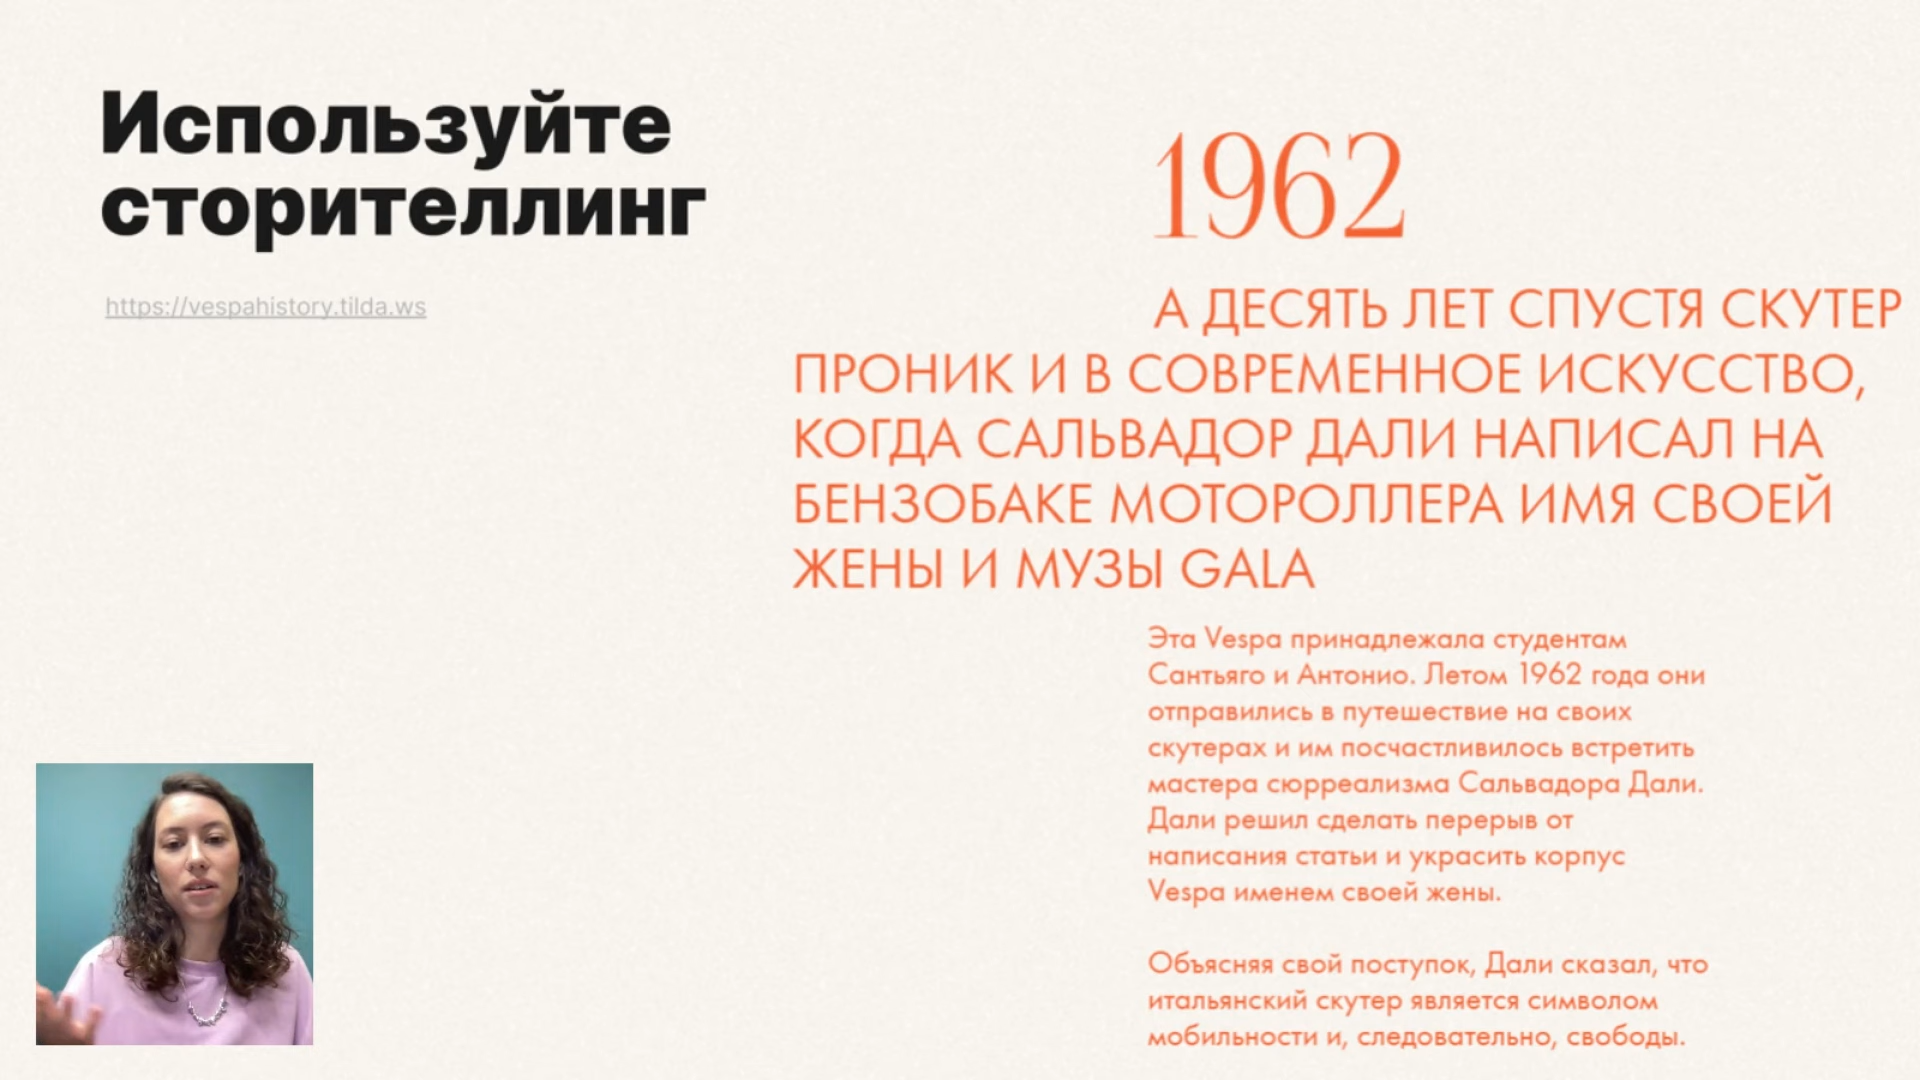 Используйте
сторителлинг
https://vespahistory.tilda.ws
1962
А ДЕСЯТЬ ЛЕТ СПУСТЯ СКУТЕР
ПРОНИК И В СОВРЕМЕННОЕ ИСКУССТВО,
КОГДА САЛЬВАДОР ДАЛИ НАПИСАЛ НА
БЕНЗОБАКЕ МОТОРОЛЛЕРА ИМЯ СВОЕЙ
ЖЕНЫ И МУЗЫ GALA
Эта Vespa принадлежала студентам
Сантьяго и Антонио. Летом 1962 года они
отправились в путешествие на своих
скутерах и им посчастливилось встретить
мастера сюрреализма Сальвадора Дали.
Дали решил сделать перерыв от
написания статьи и украсить корпус
Vespa именем своей жены.
Объясняя свой поступок, Дали сказал, что
итальянский скутер является символом
мобильности и, следовательно, свободы.